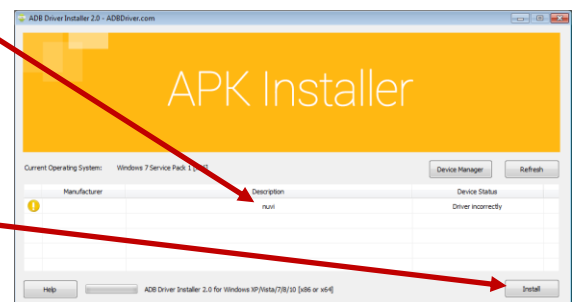 ADB Driver Installer 2.0 - ADBDriver.com
APK Installer
Current Operating System: Windows 7 Service Pack 1
Device Manager Refresh
Manufacturer Description Device Status
nuvi Driver incorrectly
Help ADB Driver Installer 2.0 for Windows XP/Vista/7/8/10 [x86 or x64] Install